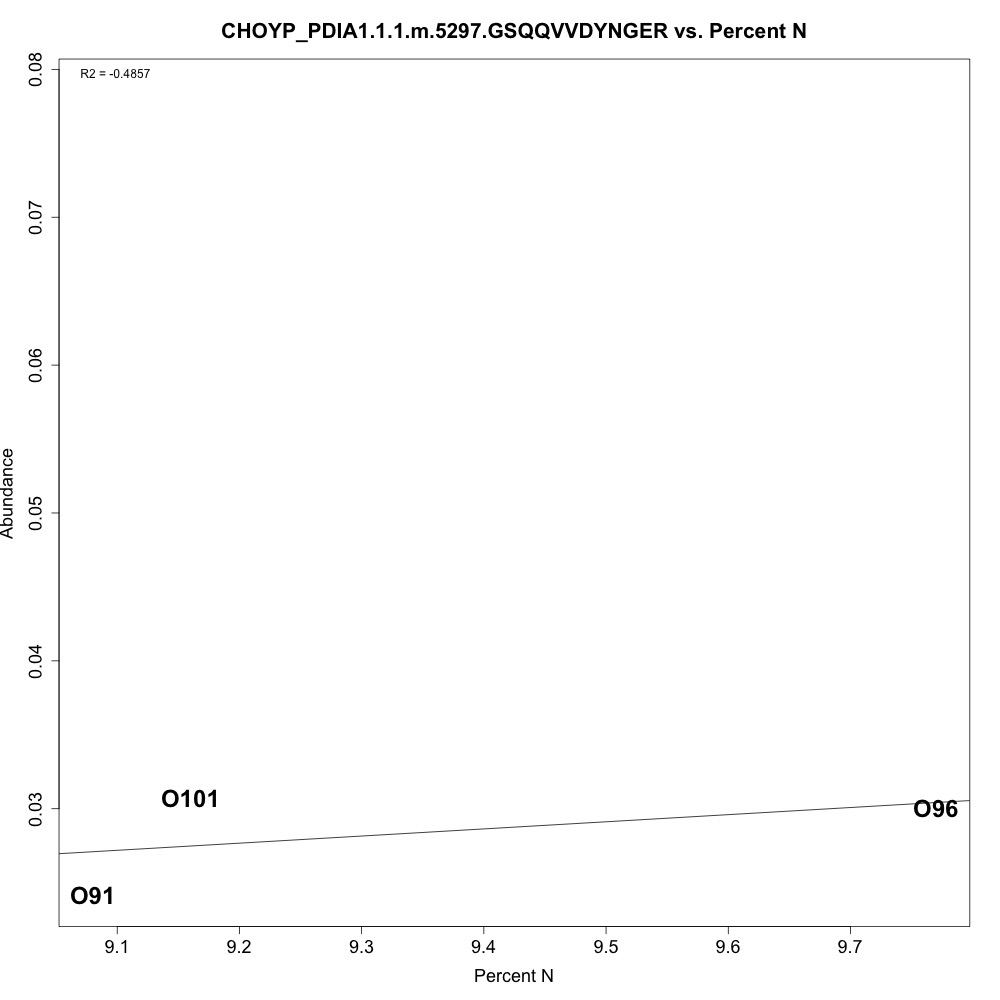 CHOYP_PDIA1.1.1.m.5297.GSQQVVDYNGER vs. Percent N
R2 = -0.4857
0.08
0.07
0.06
0.05
0.04
0.03
Abundance
O101
O96
O91
9.1 9.2 9.3 9.4 9.5 9.6 9.7
Percent N